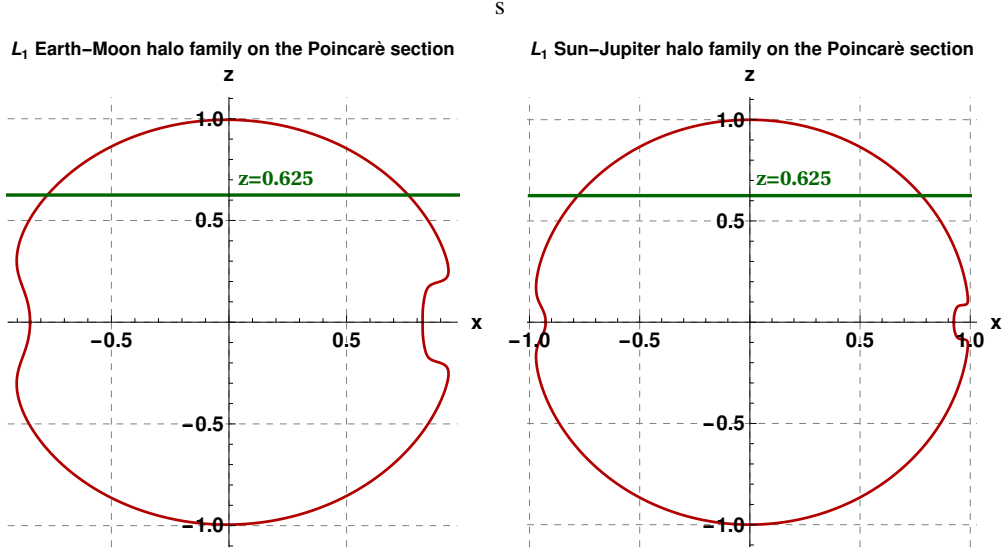 s
L1 Earth−Moon halo family on the Poincarè section
z
1.0
z=0.625
0.5
−0.5
0.5
x
−0.5
−1.0
L1 Sun−Jupiter halo family on the Poincarè section
z
1.0
z=0.625
0.5
−1.0
−0.5
0.5
1.0
x
−0.5
−1.0